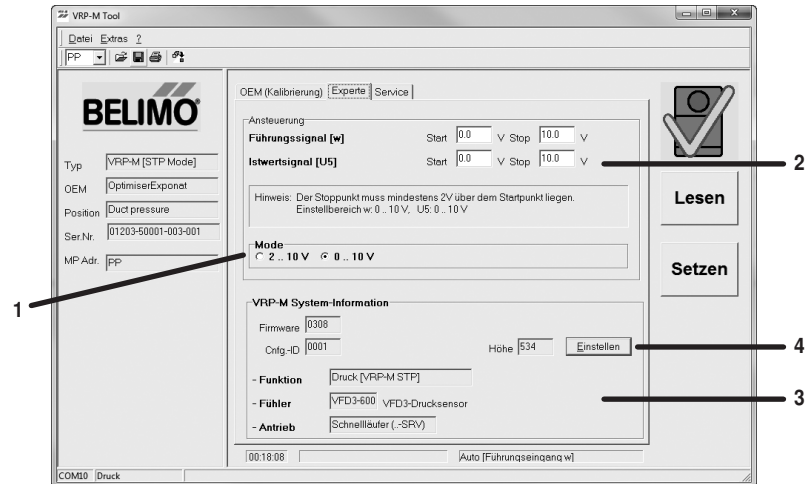 VRP-M Tool
Datei Extras ?
PP
BELIMO
Typ VRP-M [STP Mode]
OEM OptimiserExponat
Position Duct pressure
Ser.Nr. 01203-50001-003-001
MP Adr. PP
OEM (Kalibrierung) Experte Service
Ansteuerung
Führungssignal [w] Start 0.0 V Stop 10.0 V
Istwertsignal [U5] Start 0.0 V Stop 10.0 V
Hinweis: Der Stoppunkt muss mindestens 2V über dem Startpunkt liegen.
Einstellbereich w: 0 .. 10 V, U5: 0 .. 10 V
Mode
2 .. 10 V 0 .. 10 V
VRP-M System-Information
Firmware 0308
Cnfg.-ID 0001 Höhe 534 Einstellen
- Funktion Druck [VRP-M STP]
- Fühler VFD3-600 VFD3-Drucksensor
- Antrieb Schnellläufer (..-SRV)
00:18:08 Auto [Führungseingang w]
COM10 Druck
Lesen
Setzen
1
2
4
3